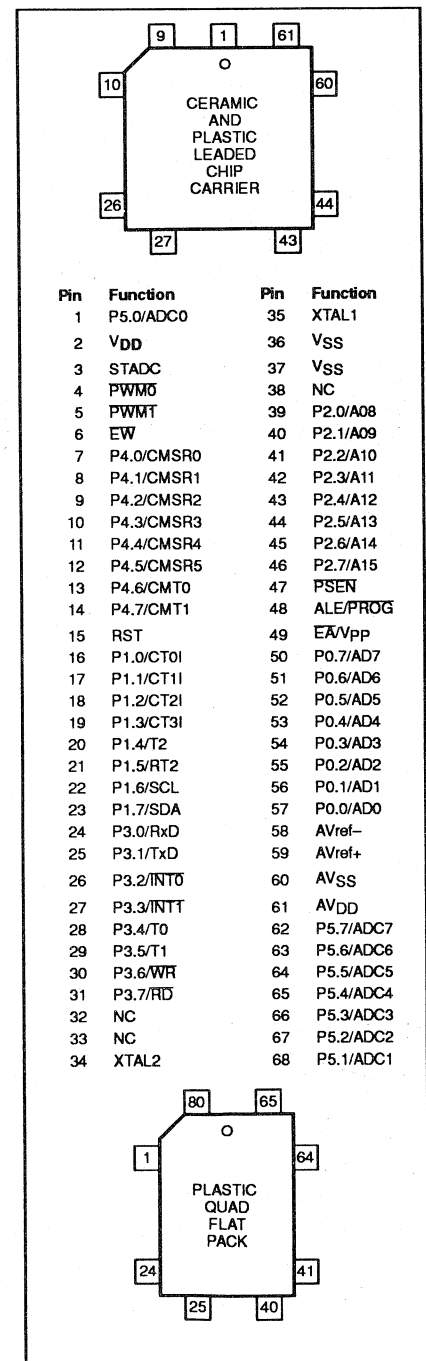 9 1 61
10 60
CERAMIC
AND
PLASTIC
LEADED
CHIP
CARRIER
26 44
27 43
Pin Function Pin Function
1 P5.0/ADC0 35 XTAL1
2 VDD 36 VSS
3 STADC 37 VSS
4 P̅W̅M̅0̅ 38 NC
5 P̅W̅M̅1̅ 39 P2.0/A08
6 E̅W̅ 40 P2.1/A09
7 P4.0/CMSR0 41 P2.2/A10
8 P4.1/CMSR1 42 P2.3/A11
9 P4.2/CMSR2 43 P2.4/A12
10 P4.3/CMSR3 44 P2.5/A13
11 P4.4/CMSR4 45 P2.6/A14
12 P4.5/CMSR5 46 P2.7/A15
13 P4.6/CMT0 47 P̅S̅E̅N̅
14 P4.7/CMT1 48 ALE/P̅R̅O̅G̅
15 RST 49 E̅A̅/VPP
16 P1.0/CT0I 50 P0.7/AD7
17 P1.1/CT1I 51 P0.6/AD6
18 P1.2/CT2I 52 P0.5/AD5
19 P1.3/CT3I 53 P0.4/AD4
20 P1.4/T2 54 P0.3/AD3
21 P1.5/RT2 55 P0.2/AD2
22 P1.6/SCL 56 P0.1/AD1
23 P1.7/SDA 57 P0.0/AD0
24 P3.0/RxD 58 AVref–
25 P3.1/TxD 59 AVref+
26 P3.2/I̅N̅T̅0̅ 60 AVSS
27 P3.3/I̅N̅T̅1̅ 61 AVDD
28 P3.4/T0 62 P5.7/ADC7
29 P3.5/T1 63 P5.6/ADC6
30 P3.6/W̅R̅ 64 P5.5/ADC5
31 P3.7/R̅D̅ 65 P5.4/ADC4
32 NC 66 P5.3/ADC3
33 NC 67 P5.2/ADC2
34 XTAL2 68 P5.1/ADC1
80 65
1 64
PLASTIC
QUAD
FLAT
PACK
24 41
25 40